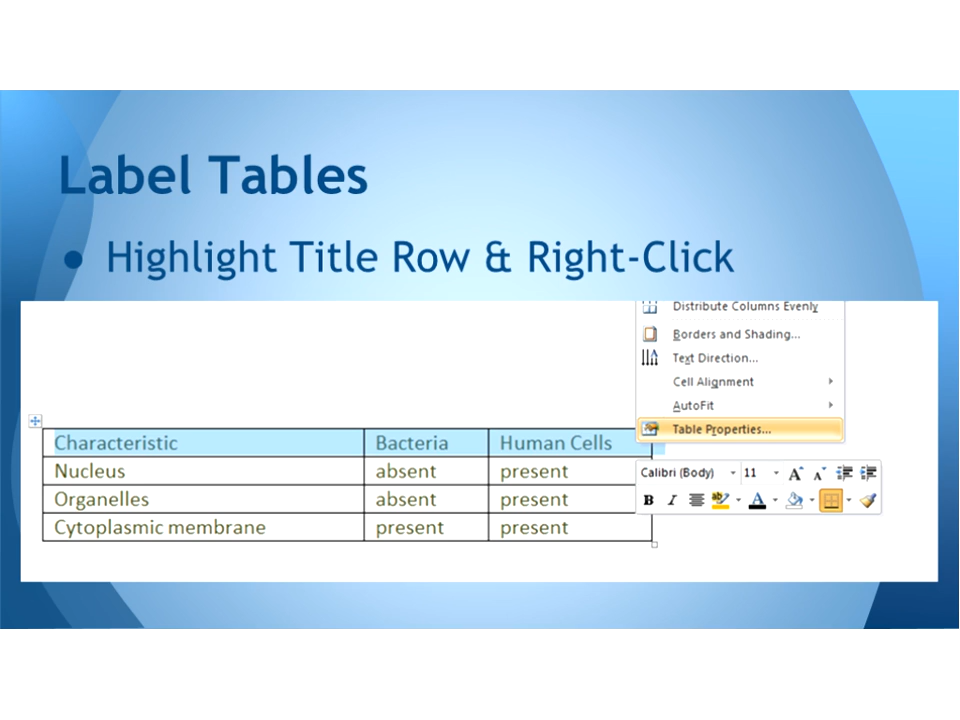 Label Tables
● Highlight Title Row & Right-Click
Distribute Columns Evenly
Borders and Shading...
Text Direction...
Cell Alignment
AutoFit
Table Properties...
Characteristic Bacteria Human Cells
Nucleus absent present
Organelles absent present
Cytoplasmic membrane present present
Calibri (Body) 11 A A
B I ab A